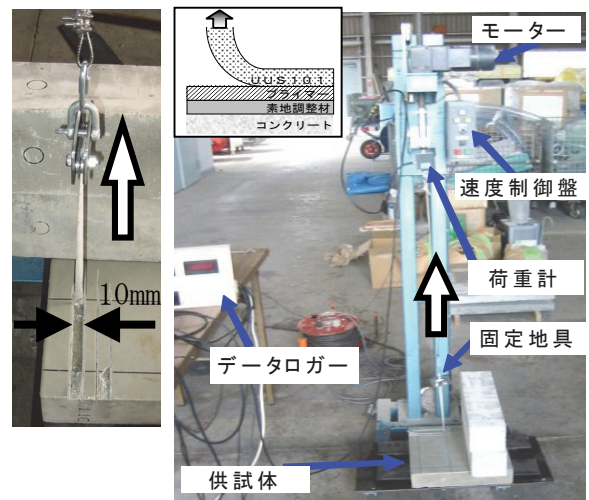 10mm
UUS101
プライマー
素地調整材
コンクリート
モーター
速度制御盤
荷重計
固定地具
データロガー
供試体